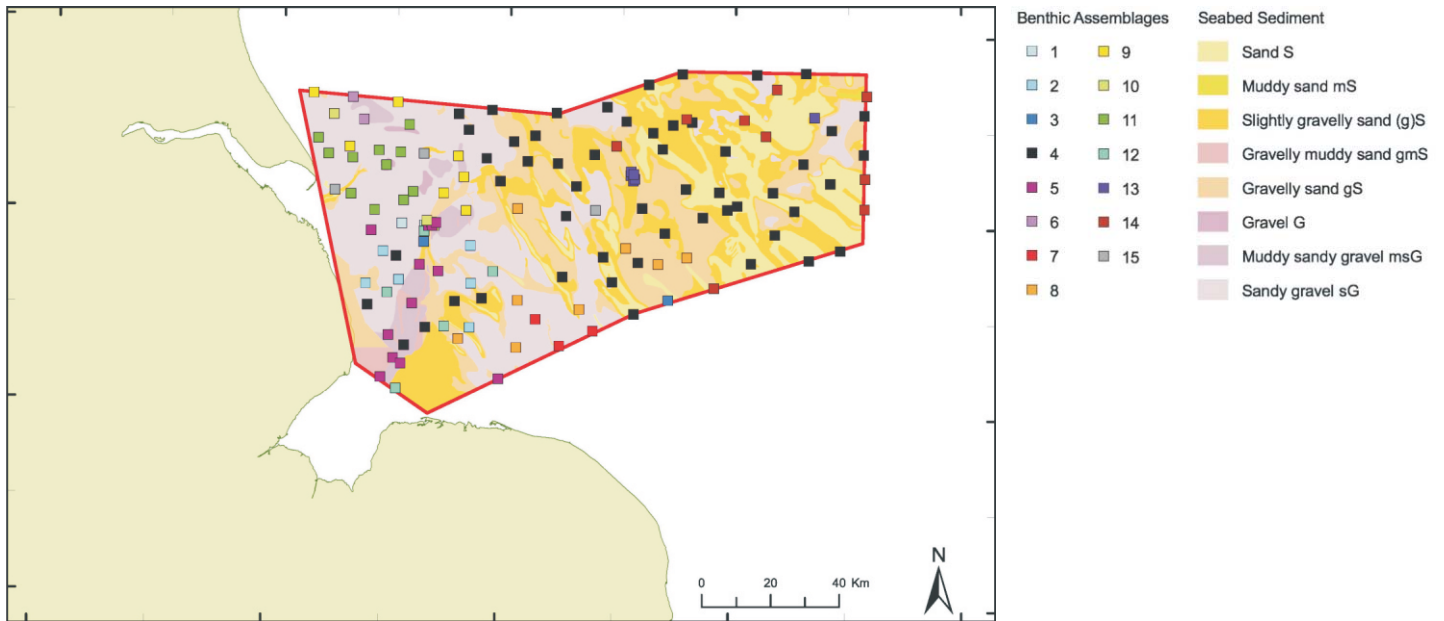 Benthic Assemblages
1
2
3
4
5
6
7
8
9
10
11
12
13
14
15
Seabed Sediment
Sand S
Muddy sand mS
Slightly gravelly sand (g)S
Gravelly muddy sand gmS
Gravelly sand gS
Gravel G
Muddy sandy gravel msG
Sandy gravel sG
N
0 20 40 Km